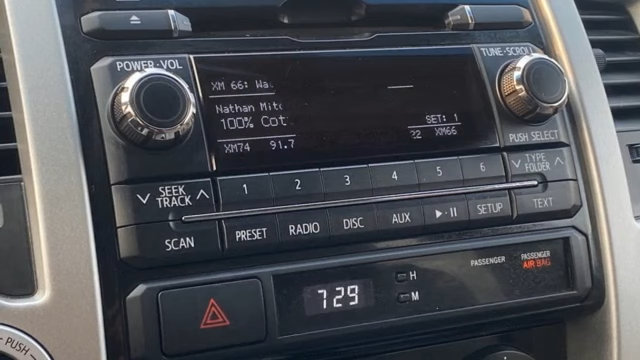 POWER·VOL
TUNE·SCROLL
XM 66: Wa
Nathan Mitc
100% Cot
SET: 1
XM74 91.7 22 XM66
PUSH SELECT
SEEK TRACK
1 2 3 4 5 6
TYPE FOLDER
SCAN
PRESET RADIO DISC AUX SETUP TEXT
7:29
H
M
PASSENGER
PASSENGER
AIR BAG
PUSH